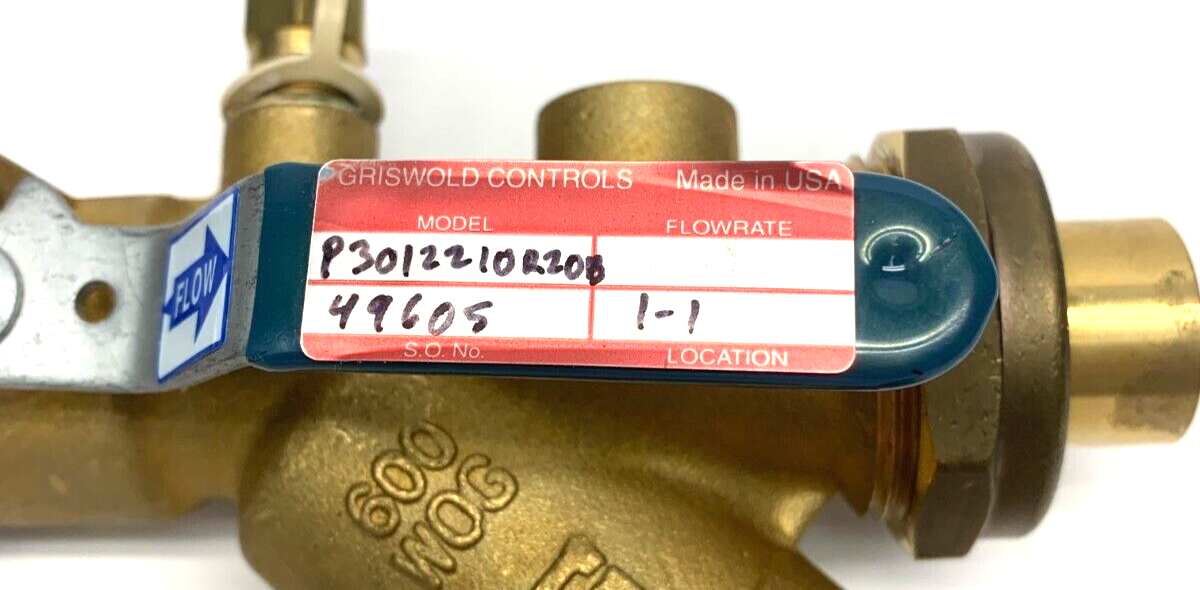 GRISWOLD CONTROLS Made in USA
MODEL FLOWRATE
P3012210R20B
49605 1-1
S.O. No. LOCATION
FLOW
600
WOG